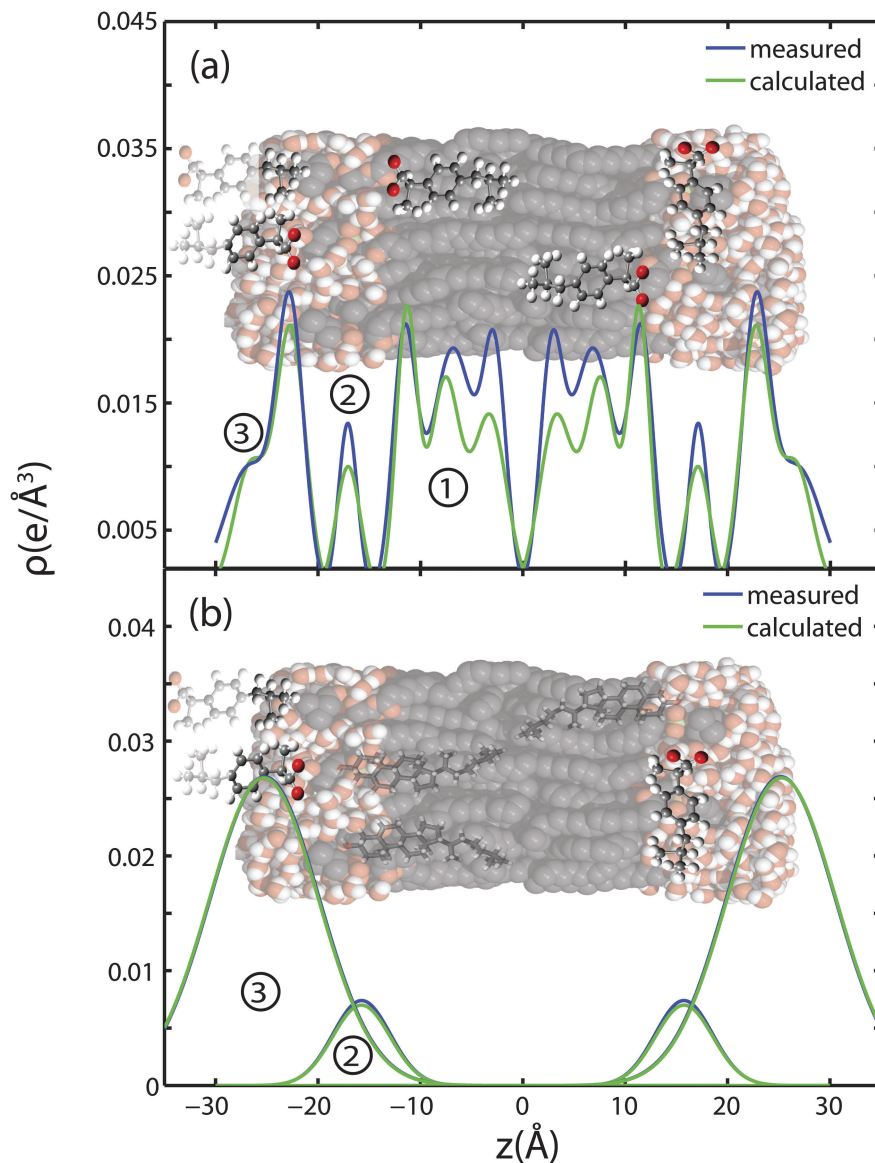 0.045
(a)
measured
calculated
0.035
0.025
0.015
0.005
③
②
①
ρ(e/Å³)
(b)
measured
calculated
0.04
0.03
0.02
0.01
0
③
②
−30 −20 −10 0 10 20 30
z(Å)